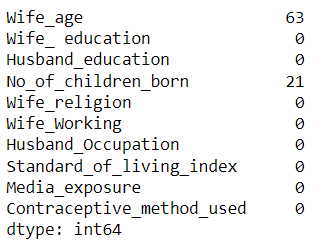 Wife_age 63
Wife_ education 0
Husband_education 0
No_of_children_born 21
Wife_religion 0
Wife_Working 0
Husband_Occupation 0
Standard_of_living_index 0
Media_exposure 0
Contraceptive_method_used 0
dtype: int64